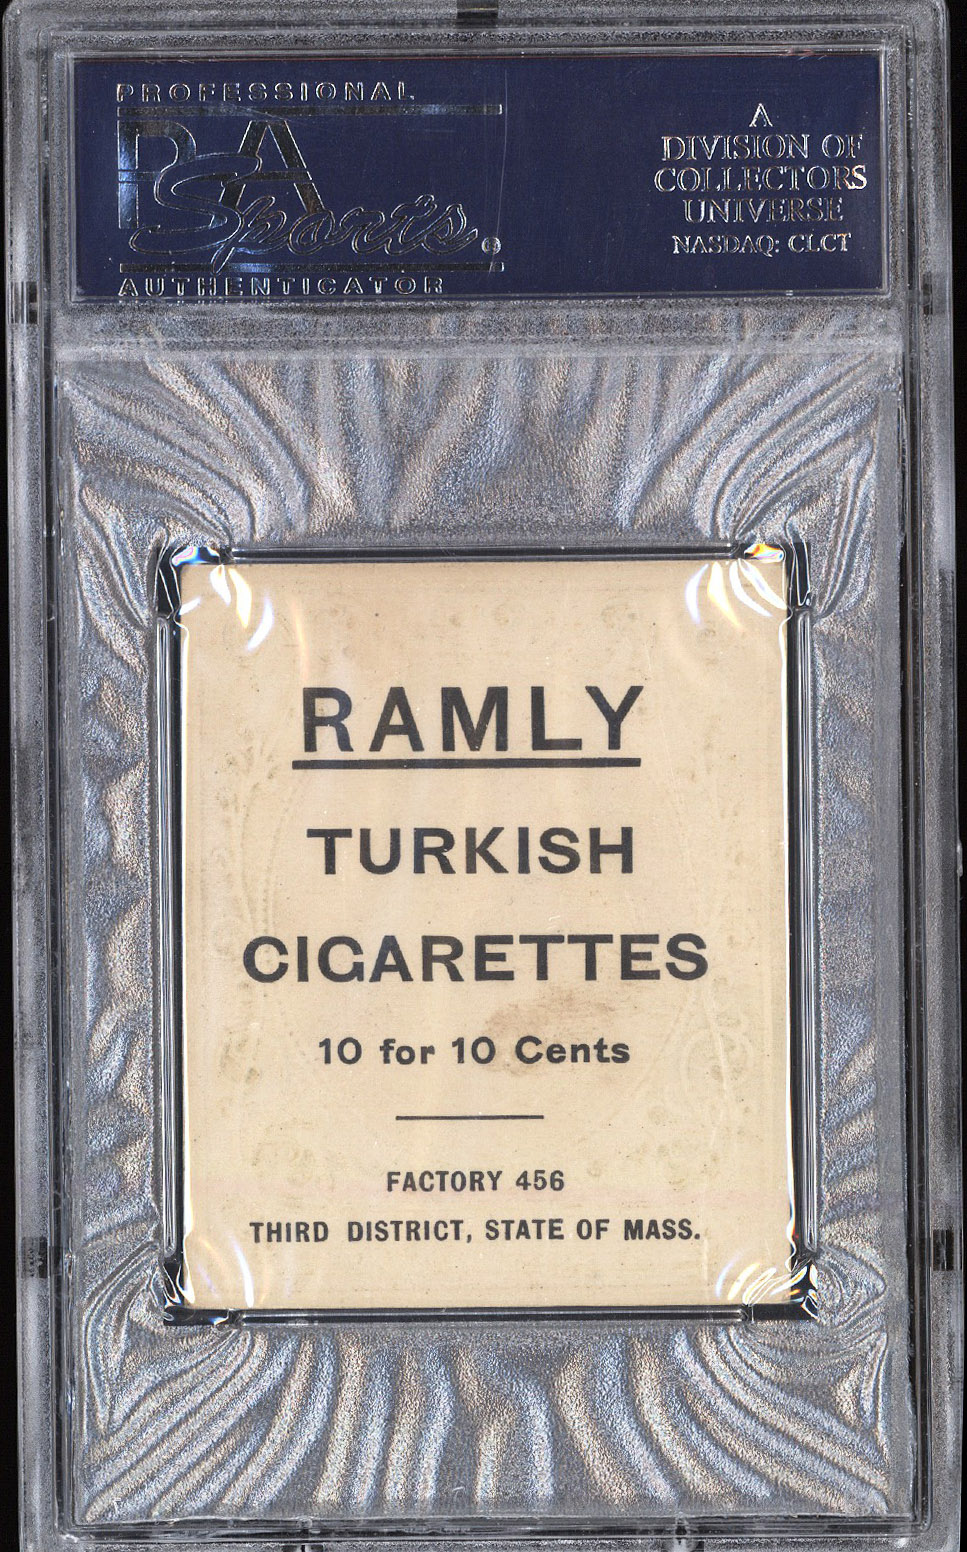 PROFESSIONAL
PSA
Sports®
AUTHENTICATOR
A
DIVISION OF
COLLECTORS
UNIVERSE
NASDAQ: CLCT
RAMLY
TURKISH
CIGARETTES
10 for 10 Cents
FACTORY 456
THIRD DISTRICT, STATE OF MASS.